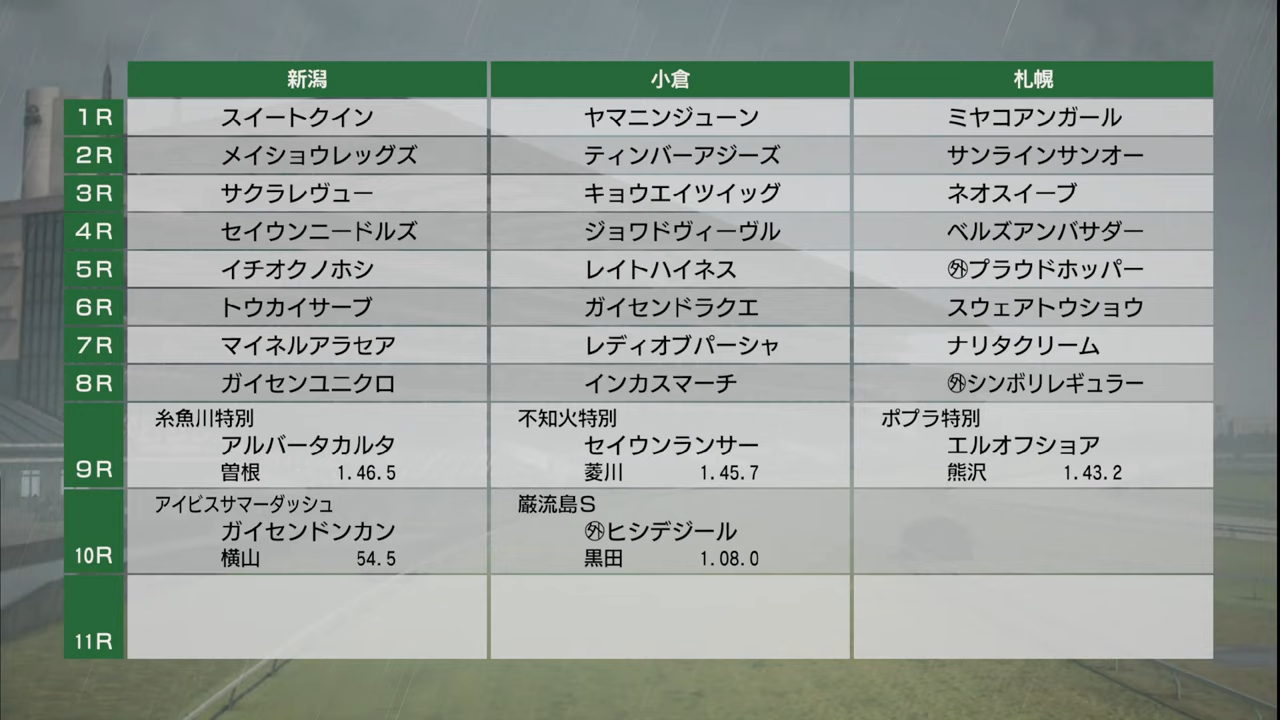 新潟 小倉 札幌
1R スイートクイン ヤマニンジューン ミヤコアンガール
2R メイショウレッグズ ティンバーアジーズ サンラインサンオー
3R サクラレヴュー キョウエイツイッグ ネオスイーブ
4R セイウンニードルズ ジョワドヴィーヴル ベルズアンバサダー
5R イチオクノホシ レイトハイネス ㊕プラウドホッパー
6R トウカイサーブ ガイセンドラクエ スウェアトウショウ
7R マイネルアラセア レディオブパーシャ ナリタクリーム
8R ガイセンユニクロ インカスマーチ 外シンボリレギュラー
糸魚川特別 不知火特別 ポプラ特別
アルバータカルタ セイウンランサー エルオフショア
9R 曽根 1.46.5 菱川 1.45.7 熊沢 1.43.2
アイビスサマーダッシュ 巌流島S
ガイセンドンカン 外ヒシデジール
10R 横山 54.5 黒田 1.08.0
11R